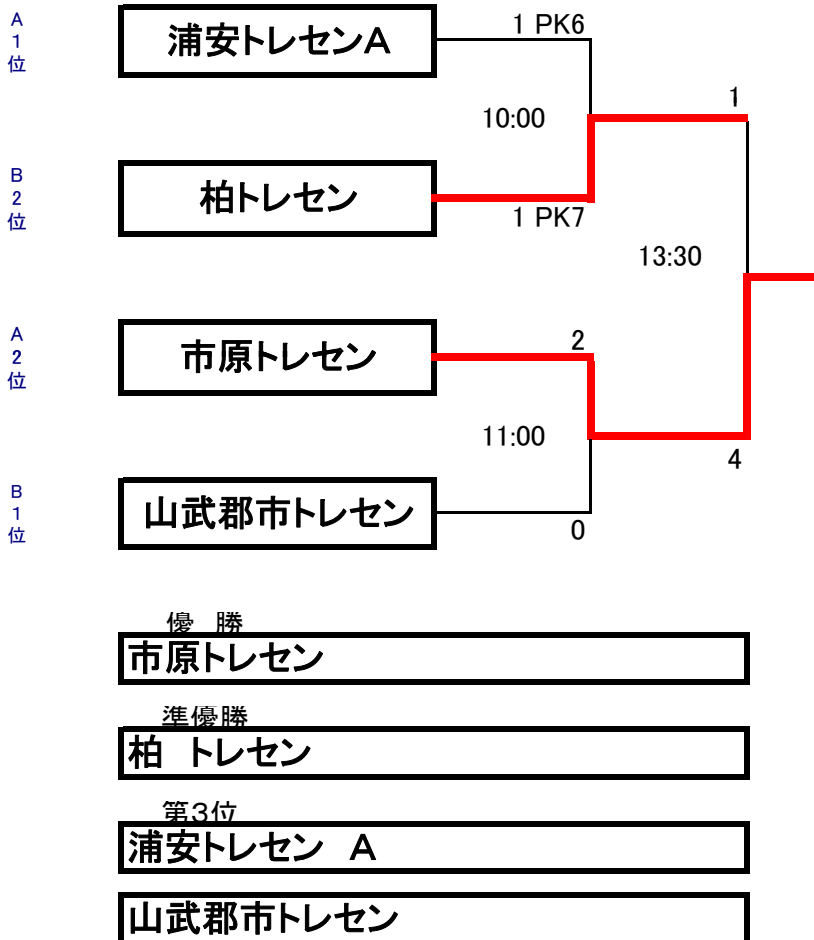 A
1
位
浦安トレセンA
1 PK6
10:00
1
B
2
位
柏トレセン
1 PK7
13:30
A
2
位
市原トレセン
2
11:00
4
B
1
位
山武郡市トレセン
0
優 勝
市原トレセン
準優勝
柏 トレセン
第3位
浦安トレセン A
山武郡市トレセン